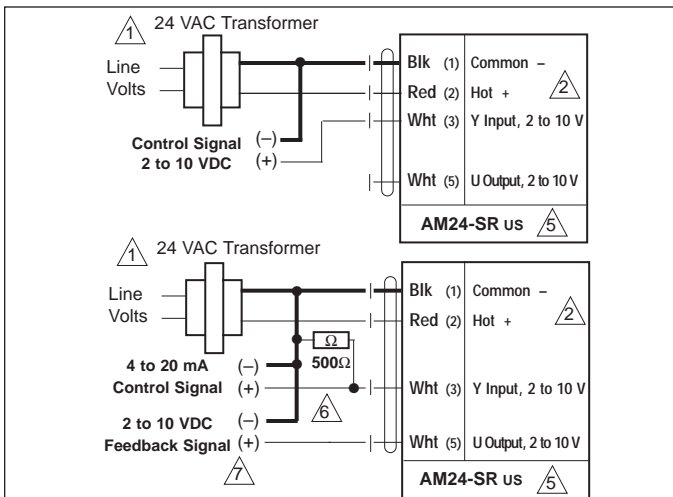 1 24 VAC Transformer
Line
Volts
Control Signal (–)
2 to 10 VDC (+)
Blk (1) Common –
2
Red (2) Hot +
Wht (3) Y Input, 2 to 10 V
Wht (5) U Output, 2 to 10 V
AM24-SR US 5
1 24 VAC Transformer
Line
Volts
Ω
500Ω
4 to 20 mA (–)
Control Signal (+)
6
2 to 10 VDC (–)
Feedback Signal (+)
7
Blk (1) Common –
2
Red (2) Hot +
Wht (3) Y Input, 2 to 10 V
Wht (5) U Output, 2 to 10 V
AM24-SR US 5